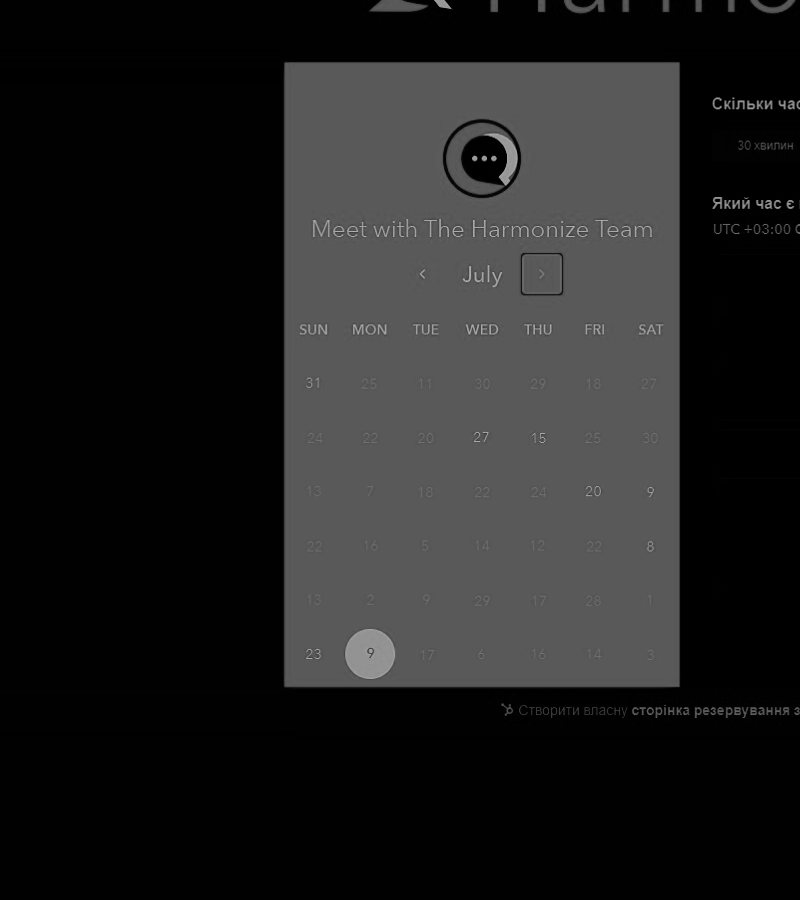 Harmo
Meet with The Harmonize Team
July
SUN MON TUE WED THU FRI SAT
31 25 11 30 29 18 27
24 22 20 27 15 25 30
13 7 18 22 24 20 9
22 16 5 14 12 22 8
13 2 9 29 17 28 1
23 9 17 6 16 14 3
Скільки час
30 хвилин
Який час є
UTC +03:00
Створити власну сторінка резервування з